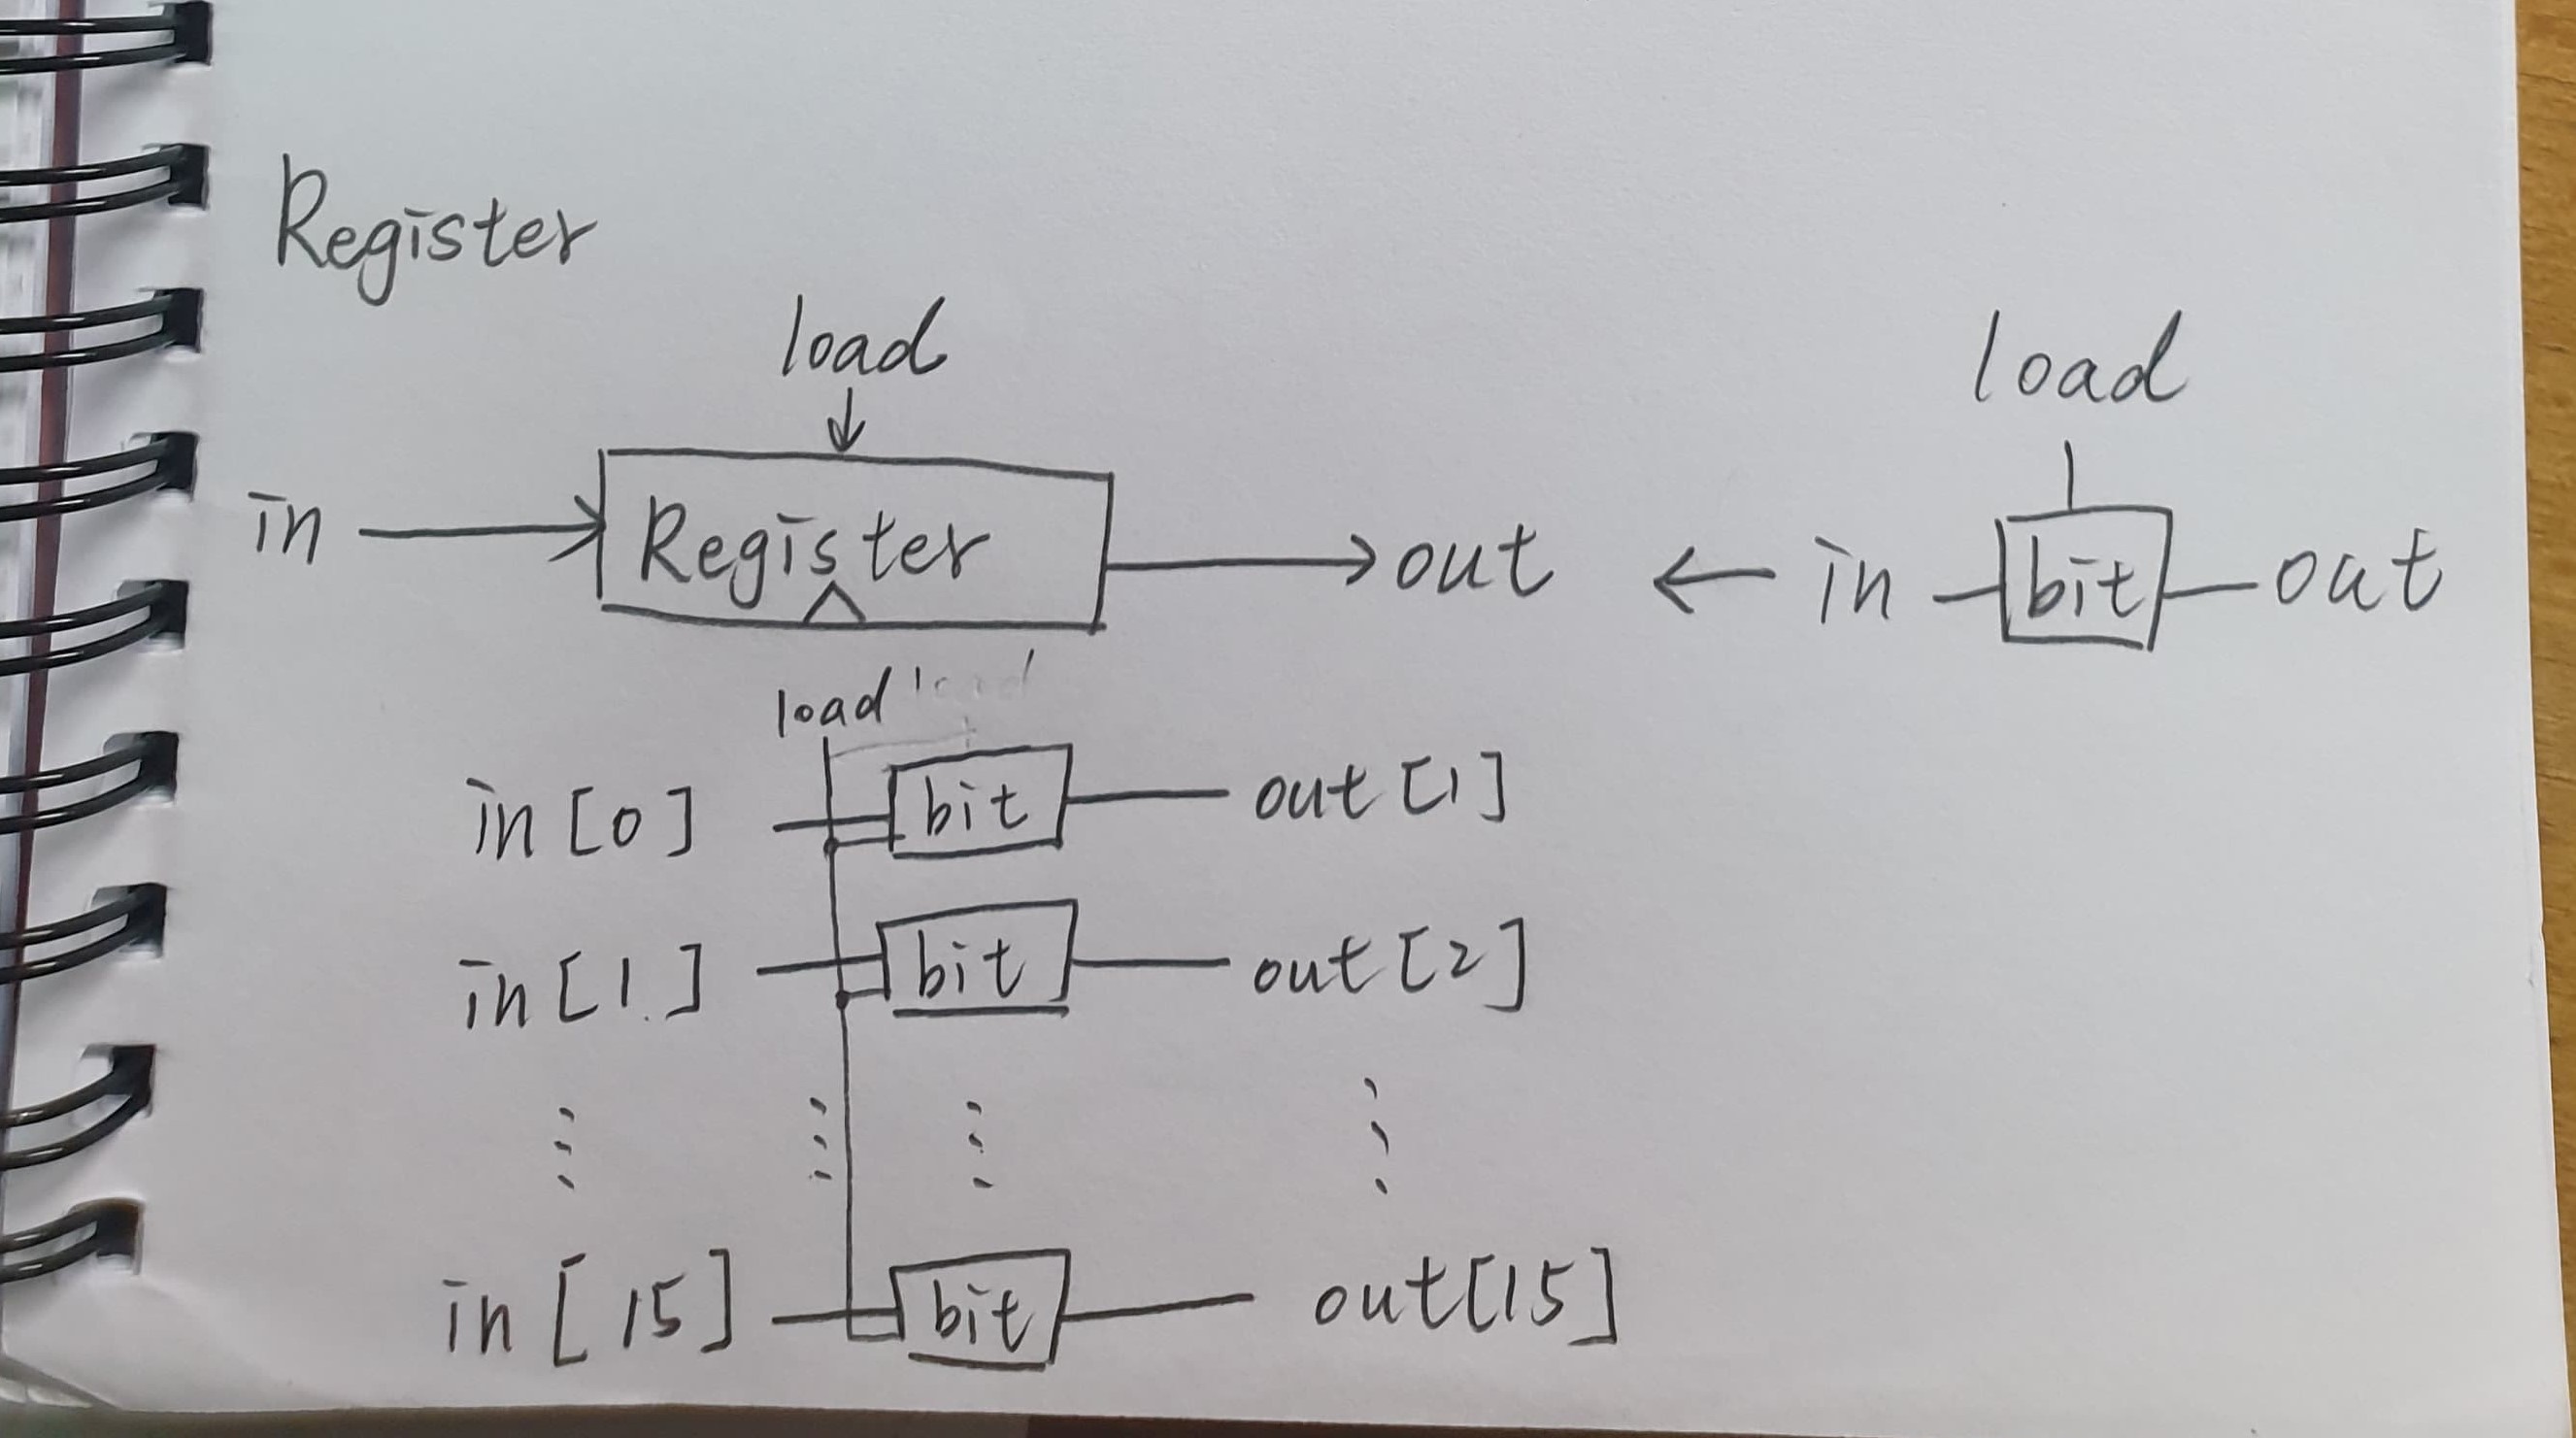 Register
load
load
in
Register
out
in
bit
out
load
in [0]
bit
out [1]
in [1]
bit
out [2]
in [15]
bit
out[15]